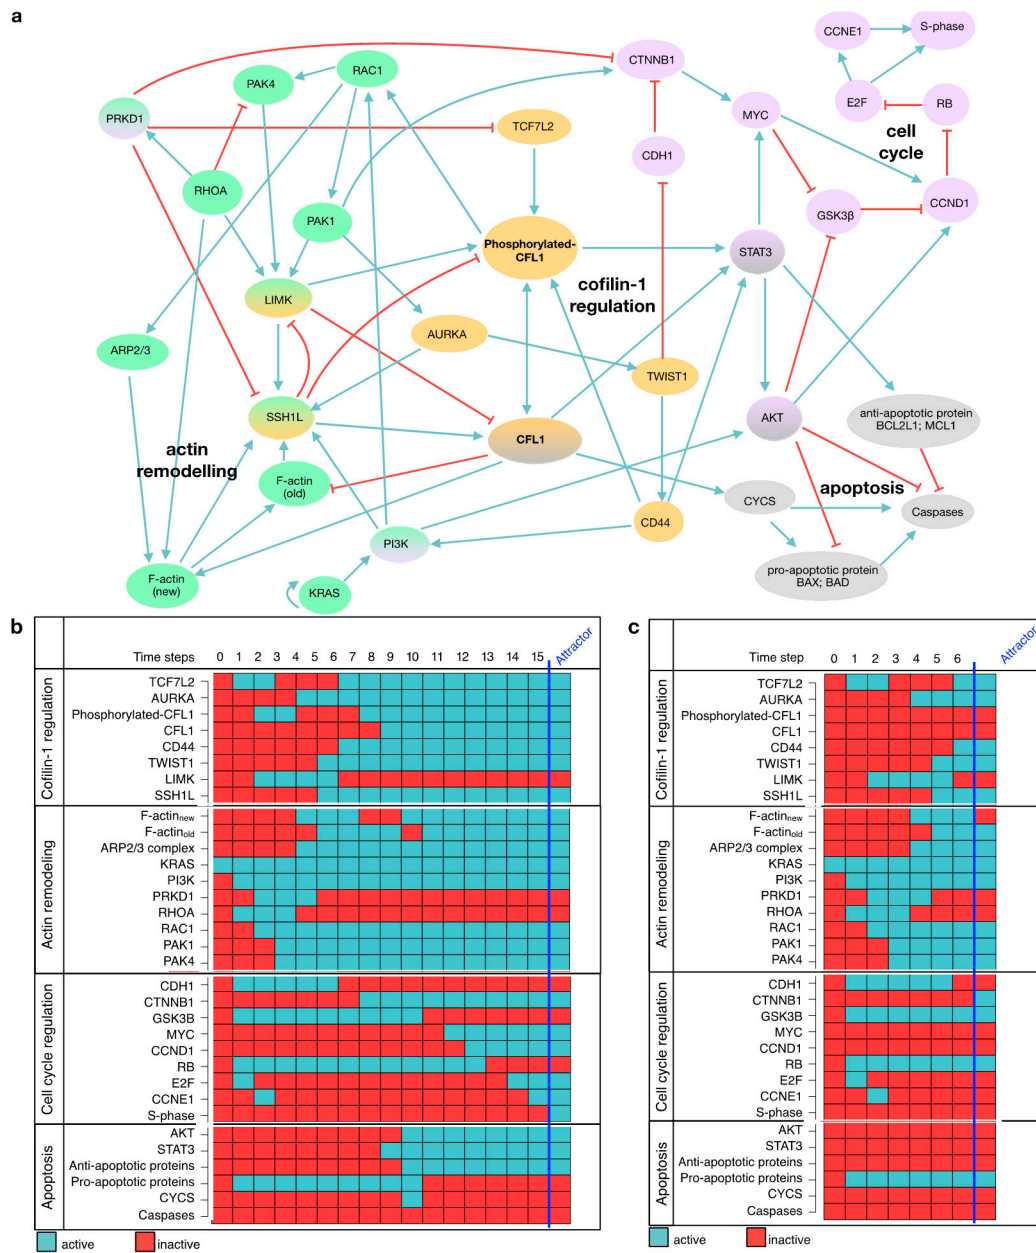 a
CCNE1
S-phase
RAC1
CTNNB1
PAK4
E2F
RB
PRKD1
TCF7L2
MYC
cell
cycle
CDH1
RHOA
GSK3β
CCND1
PAK1
Phosphorylated-
CFL1
STAT3
cofilin-1
regulation
LIMK
AURKA
ARP2/3
TWIST1
SSH1L
AKT
anti-apoptotic protein
BCL2L1; MCL1
actin
remodelling
CFL1
F-actin
(old)
CYCS
apoptosis
Caspases
CD44
PI3K
pro-apoptotic protein
BAX; BAD
F-actin
(new)
KRAS
b
Time steps 0 1 2 3 4 5 6 7 8 9 10 11 12 13 14 15
Attractor
Cofilin-1 regulation
TCF7L2
AURKA
Phosphorylated-CFL1
CFL1
CD44
TWIST1
LIMK
SSH1L
Actin remodeling
F-actinnew
F-actinold
ARP2/3 complex
KRAS
PI3K
PRKD1
RHOA
RAC1
PAK1
PAK4
Cell cycle regulation
CDH1
CTNNB1
GSK3B
MYC
CCND1
RB
E2F
CCNE1
S-phase
Apoptosis
AKT
STAT3
Anti-apoptotic proteins
Pro-apoptotic proteins
CYCS
Caspases
active
inactive
c
Time step 0 1 2 3 4 5 6
Attractor
Cofilin-1 regulation
TCF7L2
AURKA
Phosphorylated-CFL1
CFL1
CD44
TWIST1
LIMK
SSH1L
Actin remodeling
F-actinnew
F-actinold
ARP2/3 complex
KRAS
PI3K
PRKD1
RHOA
RAC1
PAK1
PAK4
Cell cycle regulation
CDH1
CTNNB1
GSK3B
MYC
CCND1
RB
E2F
CCNE1
S-phase
Apoptosis
AKT
STAT3
Anti-apoptotic proteins
Pro-apoptotic proteins
CYCS
Caspases
active
inactive